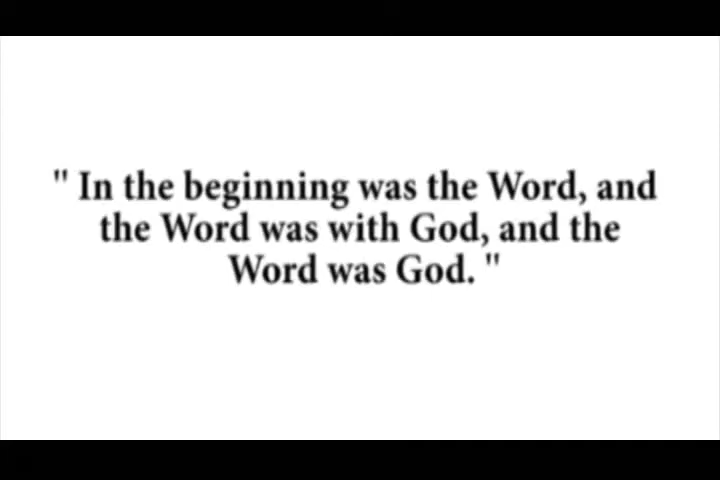 " In the beginning was the Word, and
the Word was with God, and the
Word was God. "